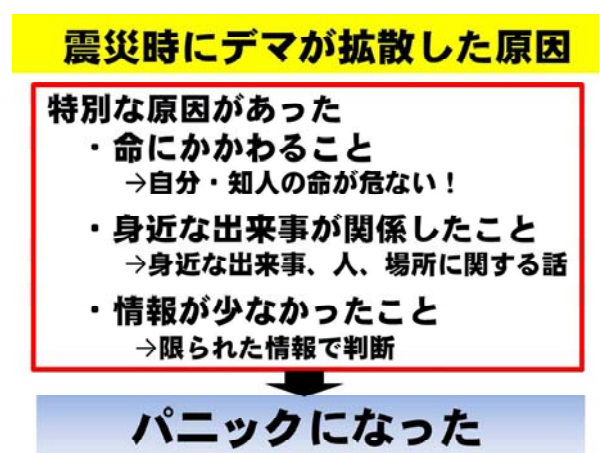 震災時にデマが拡散した原因
特別な原因があった
・命にかかわること
→自分・知人の命が危ない！
・身近な出来事が関係したこと
→身近な出来事、人、場所に関する話
・情報が少なかったこと
→限られた情報で判断
パニックになった